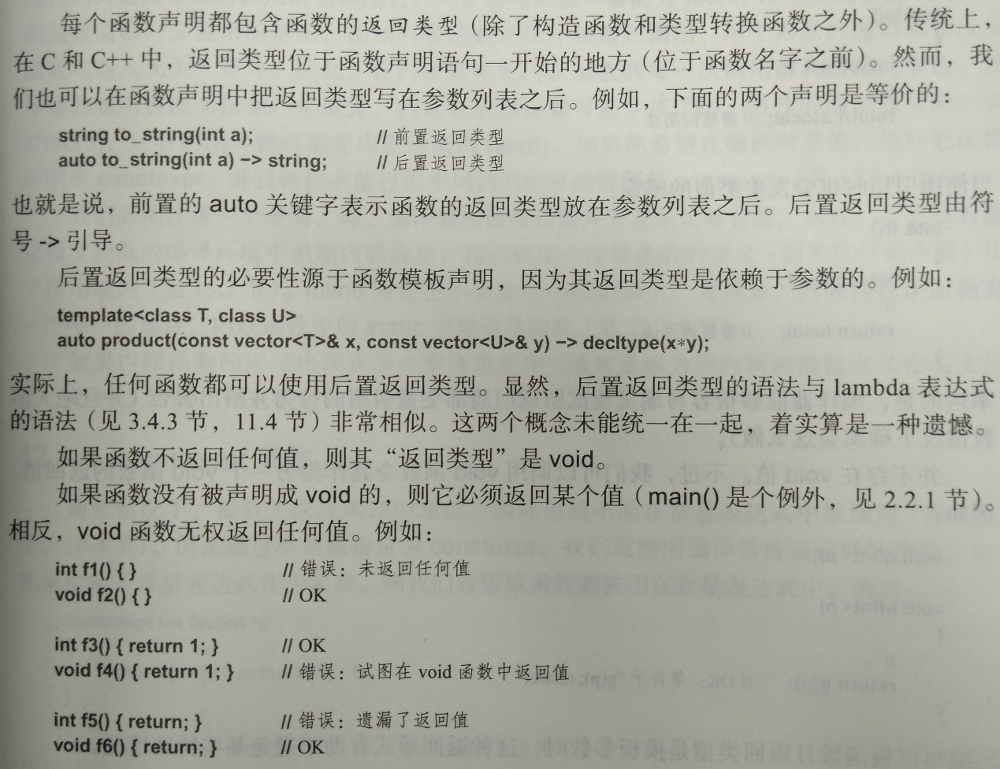 每个函数声明都包含函数的返回类型（除了构造函数和类型转换函数之外）。传统上，
在 C 和 C++ 中，返回类型位于函数声明语句一开始的地方（位于函数名字之前）。然而，我
们也可以在函数声明中把返回类型写在参数列表之后。例如，下面的两个声明是等价的：
string to_string(int a); // 前置返回类型
auto to_string(int a) –> string; // 后置返回类型
也就是说，前置的 auto 关键字表示函数的返回类型放在参数列表之后。后置返回类型由符
号 -> 引导。
后置返回类型的必要性源于函数模板声明，因为其返回类型是依赖于参数的。例如：
template<class T, class U>
auto product(const vector<T>& x, const vector<U>& y) –> decltype(x*y);
实际上，任何函数都可以使用后置返回类型。显然，后置返回类型的语法与 lambda 表达式
的语法（见 3.4.3 节，11.4 节）非常相似。这两个概念未能统一在一起，着实算是一种遗憾。
如果函数不返回任何值，则其“返回类型”是 void。
如果函数没有被声明成 void 的，则它必须返回某个值（main() 是个例外，见 2.2.1 节）。
相反，void 函数无权返回任何值。例如：
int f1() { } // 错误：未返回任何值
void f2() { } // OK
int f3() { return 1; } // OK
void f4() { return 1; } // 错误：试图在 void 函数中返回值
int f5() { return; } // 错误：遗漏了返回值
void f6() { return; } // OK